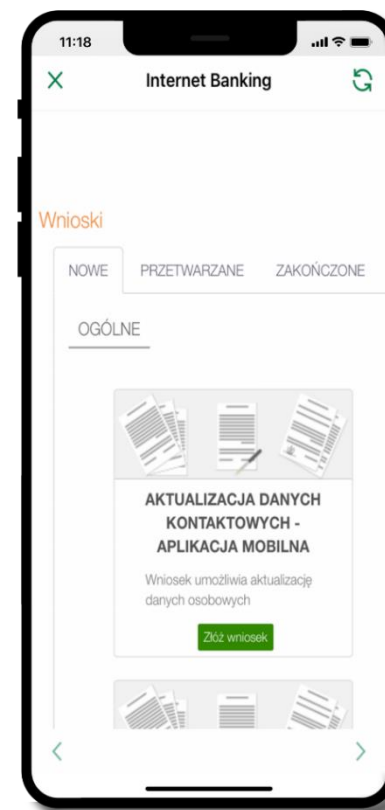 11:18
Internet Banking
Wnioski
NOWE PRZETWARZANE ZAKOŃCZONE
OGÓLNE
AKTUALIZACJA DANYCH
KONTAKTOWYCH -
APLIKACJA MOBILNA
Wniosek umożliwia aktualizację
danych osobowych
Złóż wniosek